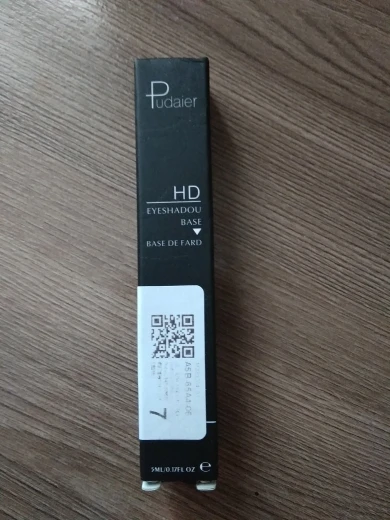 Pudaier
HD
EYESHADOU
BASE
BASE DE FARD
7
5ML/0.17FL OZ ℮